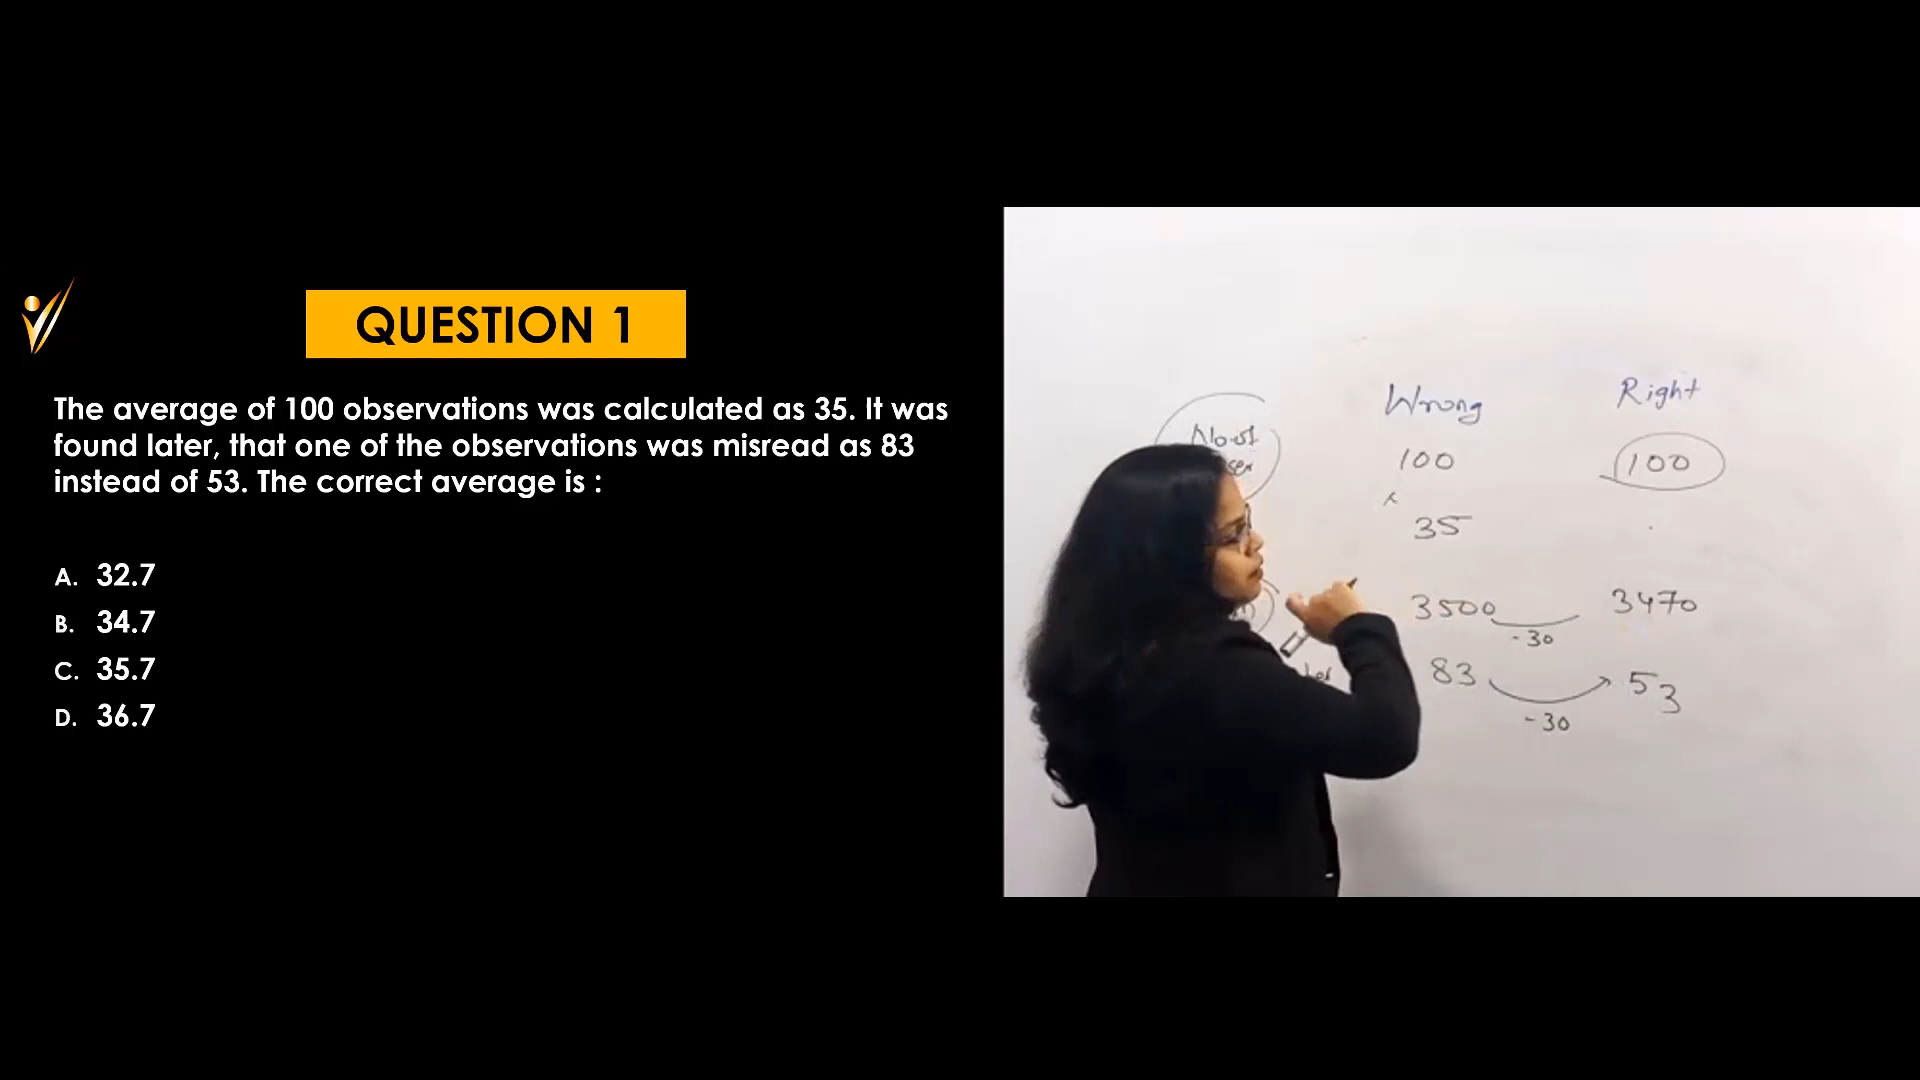 QUESTION 1
The average of 100 observations was calculated as 35. It was
found later, that one of the observations was misread as 83
instead of 53. The correct average is :
A. 32.7
B. 34.7
C. 35.7
D. 36.7
Wrong Right
No. of
100 100
×
35
3500 3470
-30
83 53
-30